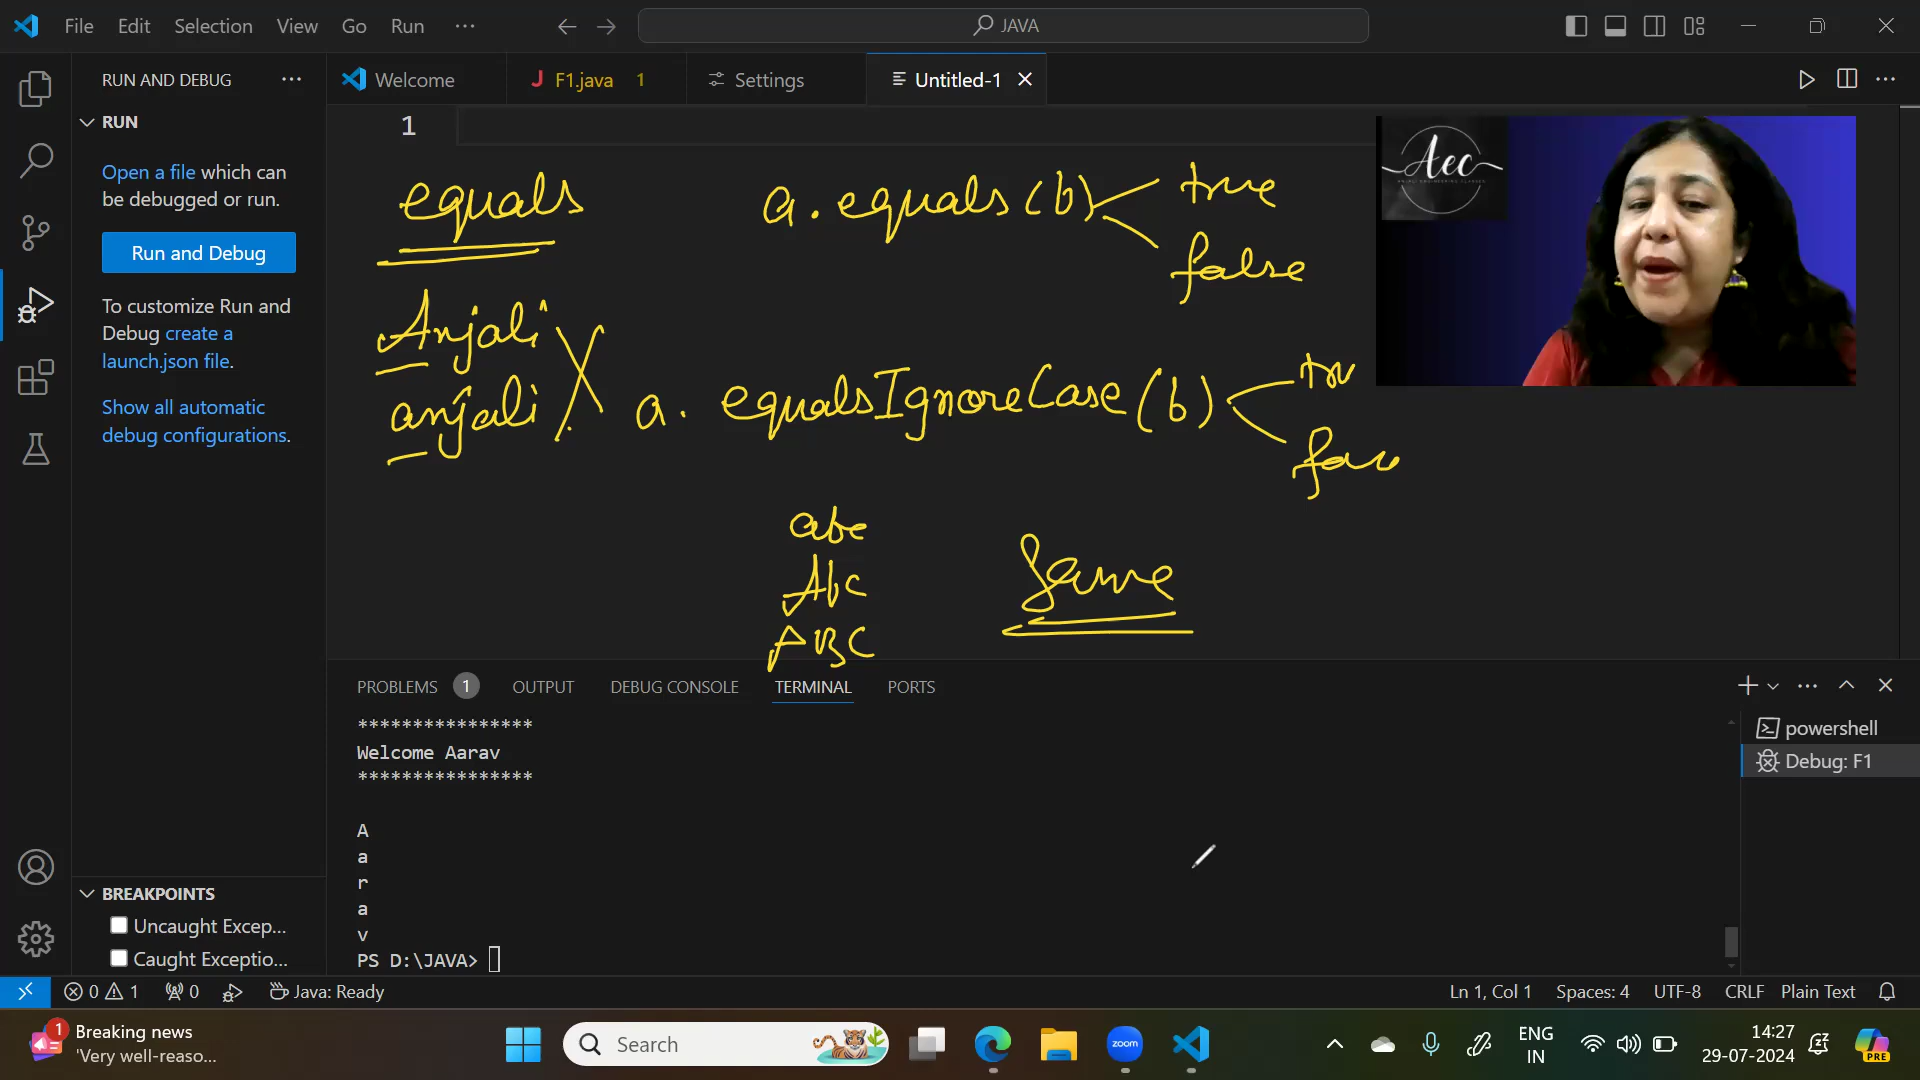 File Edit Selection View Go Run ··· JAVA
RUN AND DEBUG ···
Welcome F1.java 1 Settings Untitled-1
RUN
Open a file which can
be debugged or run.
Run and Debug
To customize Run and
Debug create a
launch.json file.
Show all automatic
debug configurations.
1
equals a.equals(b) true
false
Anjali
anjali
a. equalsIgnoreCase(b)
abc
Abc
ABC
Same
Aec
PROBLEMS 1 OUTPUT DEBUG CONSOLE TERMINAL PORTS
****************
Welcome Aarav
****************
A
a
r
a
v
PS D:\JAVA>
powershell
Debug: F1
BREAKPOINTS
Uncaught Excep...
Caught Exceptio...
0 1 0 Java: Ready Ln 1, Col 1 Spaces: 4 UTF-8 CRLF Plain Text
1 Breaking news
'Very well-reaso...
Search
zoom
ENG
IN
14:27
29-07-2024
PRE